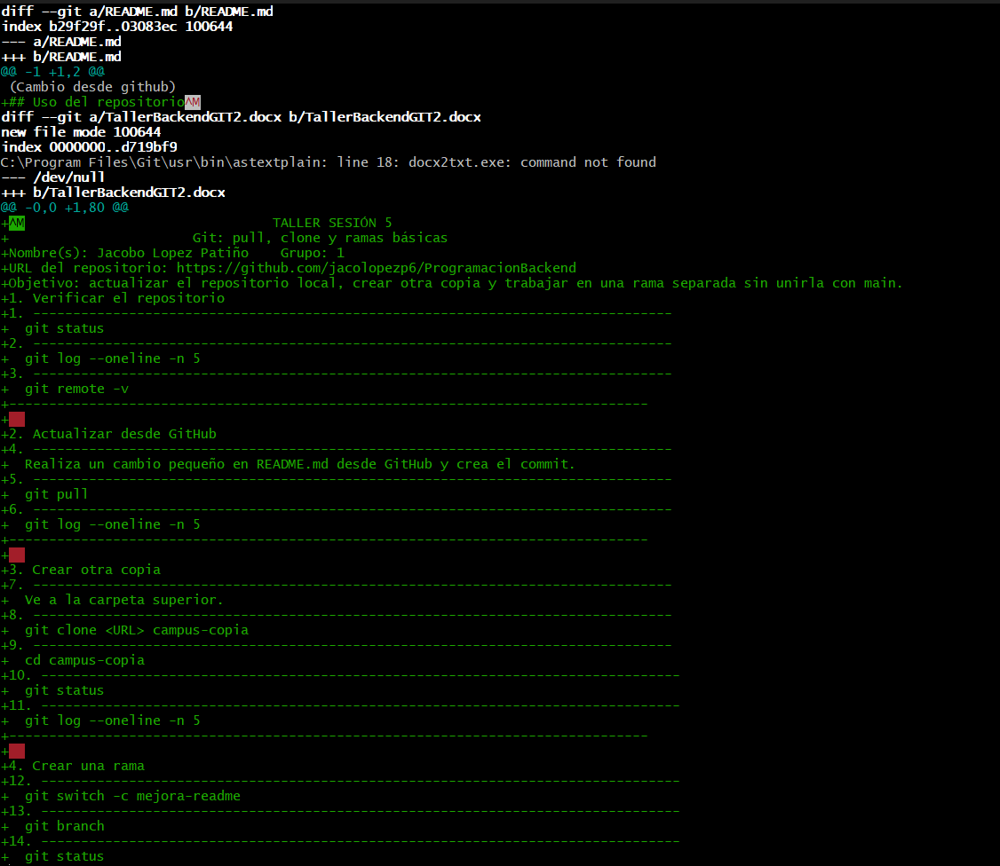 diff --git a/README.md b/README.md
index b29f29f..03083ec 100644
--- a/README.md
+++ b/README.md
@@ -1 +1,2 @@
 (Cambio desde github)
+## Uso del repositorio^M
diff --git a/TallerBackendGIT2.docx b/TallerBackendGIT2.docx
new file mode 100644
index 0000000..d719bf9
C:\Program Files\Git\usr\bin\astextplain: line 18: docx2txt.exe: command not found
--- /dev/null
+++ b/TallerBackendGIT2.docx
@@ -0,0 +1,80 @@
+^M                               TALLER SESIÓN 5
+                       Git: pull, clone y ramas básicas
+Nombre(s): Jacobo Lopez Patiño    Grupo: 1
+URL del repositorio: https://github.com/jacolopezp6/ProgramacionBackend
+Objetivo: actualizar el repositorio local, crear otra copia y trabajar en una rama separada sin unirla con main.
+1. Verificar el repositorio
+1. --------------------------------------------------------------------------------
+  git status
+2. --------------------------------------------------------------------------------
+  git log --oneline -n 5
+3. --------------------------------------------------------------------------------
+  git remote -v
+--------------------------------------------------------------------------------
+
+2. Actualizar desde GitHub
+4. --------------------------------------------------------------------------------
+  Realiza un cambio pequeño en README.md desde GitHub y crea el commit.
+5. --------------------------------------------------------------------------------
+  git pull
+6. --------------------------------------------------------------------------------
+  git log --oneline -n 5
+--------------------------------------------------------------------------------
+
+3. Crear otra copia
+7. --------------------------------------------------------------------------------
+  Ve a la carpeta superior.
+8. --------------------------------------------------------------------------------
+  git clone <URL> campus-copia
+9. --------------------------------------------------------------------------------
+  cd campus-copia
+10. --------------------------------------------------------------------------------
+  git status
+11. --------------------------------------------------------------------------------
+  git log --oneline -n 5
+--------------------------------------------------------------------------------
+
+4. Crear una rama
+12. --------------------------------------------------------------------------------
+  git switch -c mejora-readme
+13. --------------------------------------------------------------------------------
+  git branch
+14. --------------------------------------------------------------------------------
+  git status